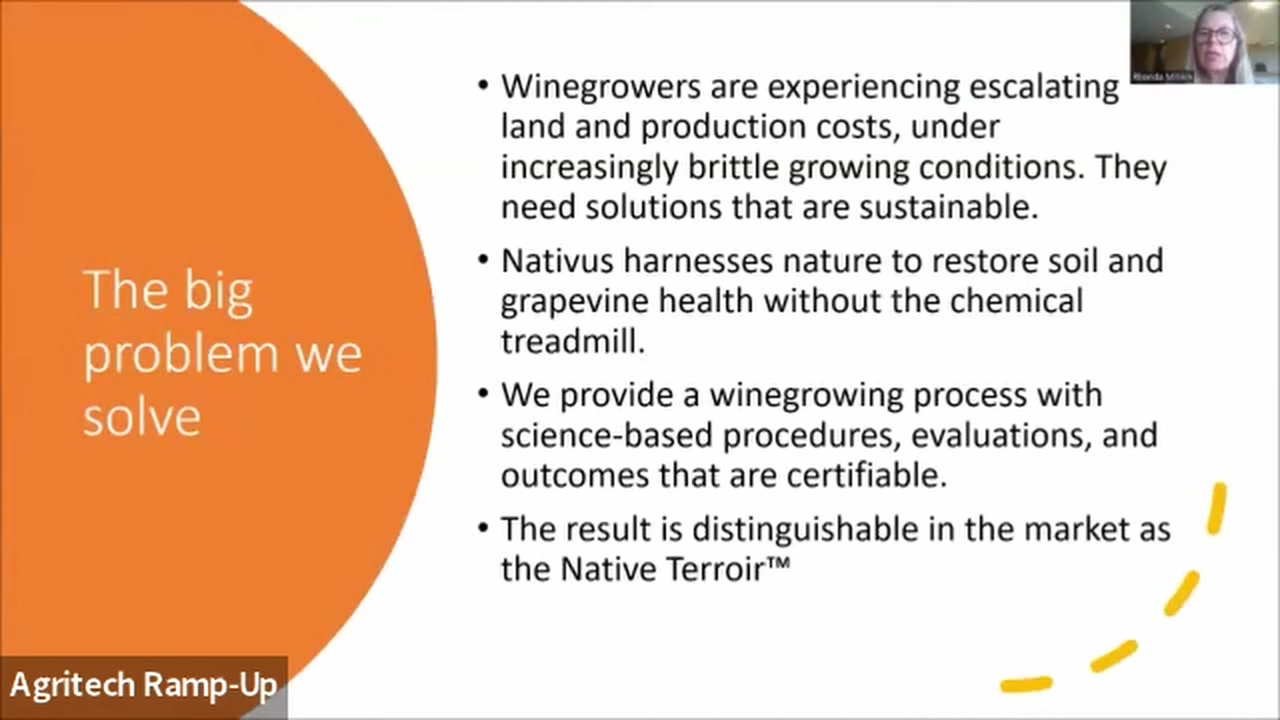 The big
problem we
solve
• Winegrowers are experiencing escalating
land and production costs, under
increasingly brittle growing conditions. They
need solutions that are sustainable.
• Nativus harnesses nature to restore soil and
grapevine health without the chemical
treadmill.
• We provide a winegrowing process with
science-based procedures, evaluations, and
outcomes that are certifiable.
• The result is distinguishable in the market as
the Native Terroir™
Agritech Ramp-Up
Rhonda